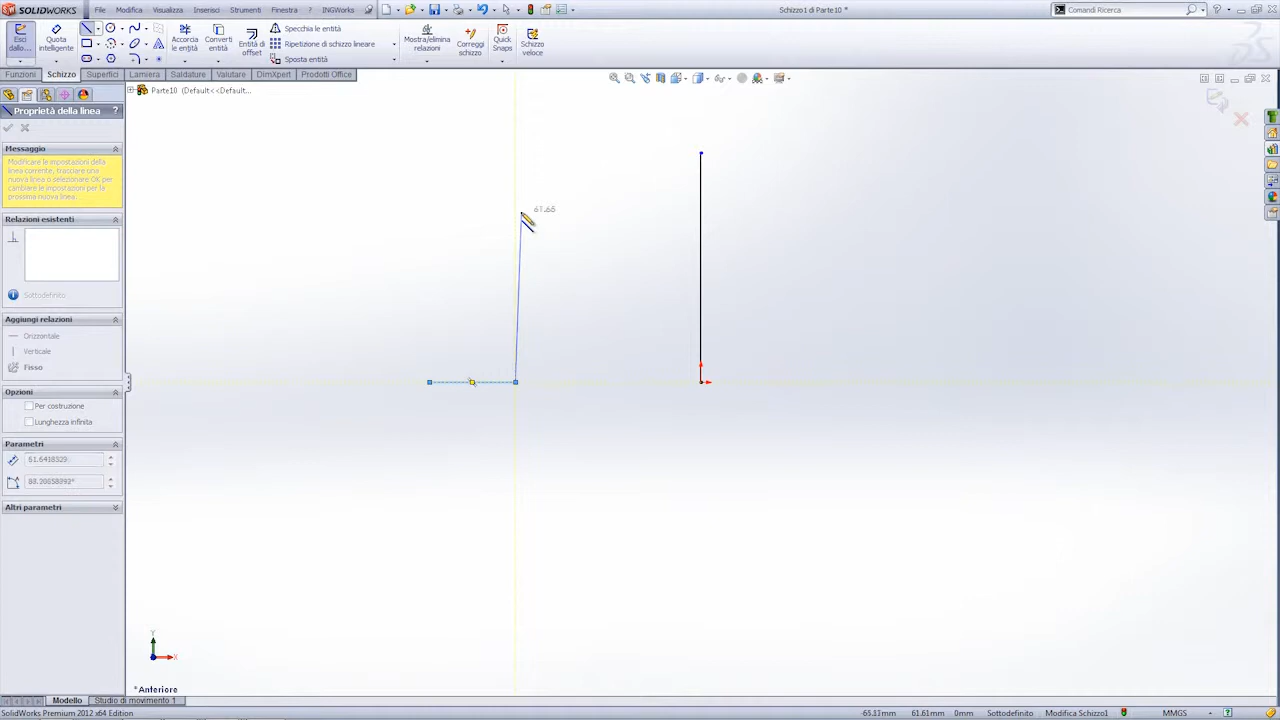 SOLIDWORKS File Modifica Visualizza Inserisci Strumenti Finestra ? INGWorks Schizzo1 di Parte10 * Comandi Ricerca
Esci dallo... Quota intelligente Accorcia le entità Converti entità Entità di offset Specchia le entità Mostra/elimina relazioni Correggi schizzo Quick Snaps Schizzo veloce
Ripetizione di schizzo lineare
Sposta entità
Funzioni Schizzo Superfici Lamiera Saldature Valutare DimXpert Prodotti Office
Parte10 (Default<<Default...
Proprietà della linea ?
Messaggio
Modificare le impostazioni della
linea corrente, tracciare una
nuova linea o selezionare OK per
cambiare le impostazioni per la
prossima nuova linea.
Relazioni esistenti
61.65
Sottodefinito
Aggiungi relazioni
Orizzontale
Verticale
Fisso
Opzioni
Per costruzione
Lunghezza infinita
Parametri
61.6418329
88.20858392°
Altri parametri
Y
X
*Anteriore
Modello Studio di movimento 1
SolidWorks Premium 2012 x64 Edition -65.13mm 61.61mm 0mm Sottodefinito Modifica Schizzo1 MMGS